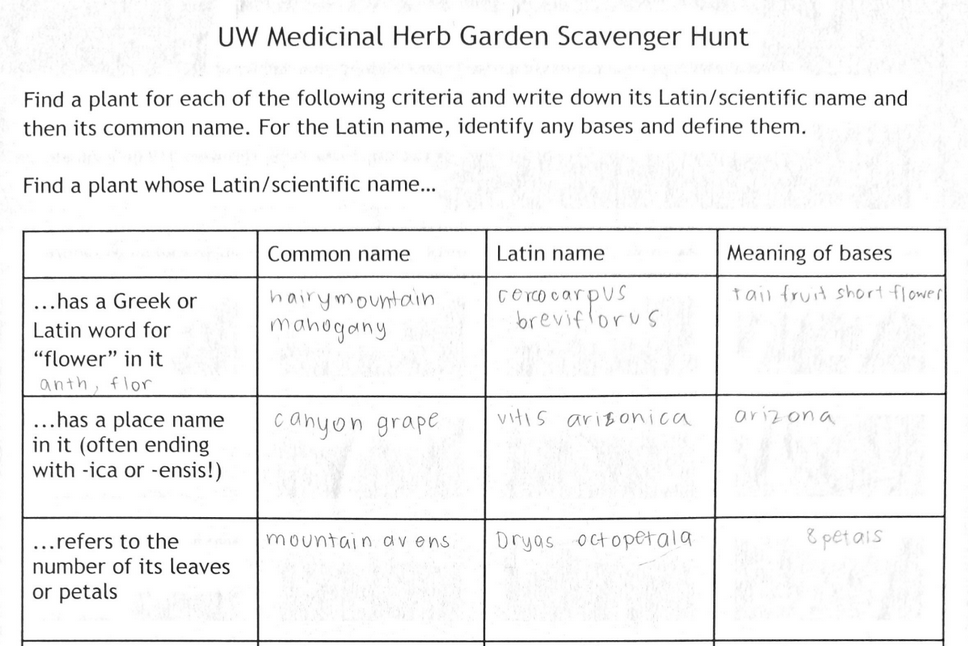 UW Medicinal Herb Garden Scavenger Hunt
Find a plant for each of the following criteria and write down its Latin/scientific name and
then its common name. For the Latin name, identify any bases and define them.
Find a plant whose Latin/scientific name...
Common name
Latin name
Meaning of bases
...has a Greek or
Latin word for
“flower” in it
anth, flor
hairymountain
mahogany
cercocarpus
breviflorus
tail fruit short flower
...has a place name
in it (often ending
with -ica or -ensis!)
canyon grape
vitis arizonica
arizona
...refers to the
number of its leaves
or petals
mountain avens
Dryas octopetala
8 petals